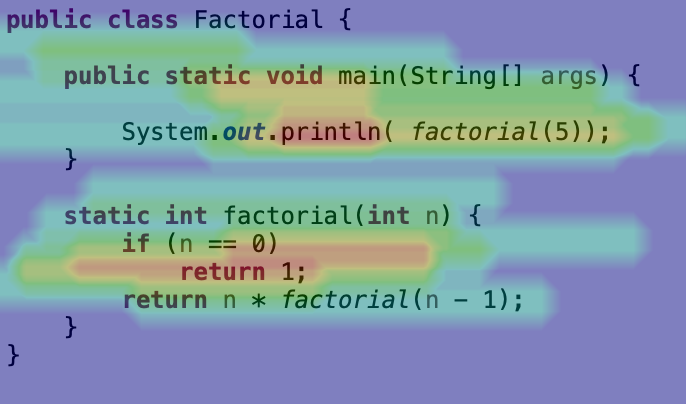 public class Factorial {
public static void main(String[] args) {
System.out.println( factorial(5));
}
static int factorial(int n) {
if (n == 0)
return 1;
return n * factorial(n - 1);
}
}